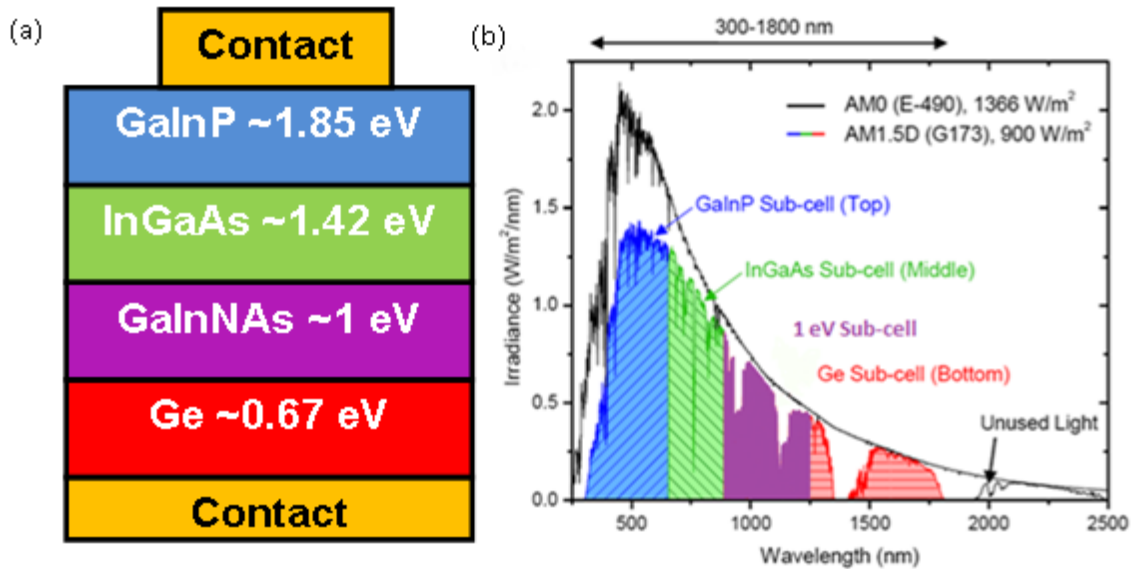 (a)
Contact
GaInP ~1.85 eV
InGaAs ~1.42 eV
GaInNAs ~1 eV
Ge ~0.67 eV
Contact
(b)
300-1800 nm
AM0 (E-490), 1366 W/m²
AM1.5D (G173), 900 W/m²
GaInP Sub-cell (Top)
InGaAs Sub-cell (Middle)
1 eV Sub-cell
Ge Sub-cell (Bottom)
Unused Light
Irradiance (W/m²/nm)
2.0
1.5
1.0
0.5
0.0
500
1000
1500
2000
2500
Wavelength (nm)